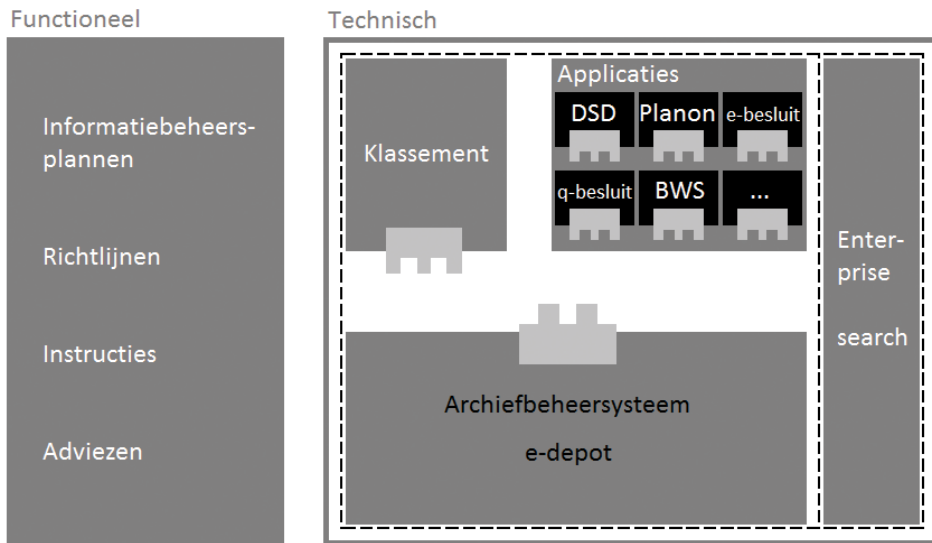 Functioneel
Informatiebeheers-
plannen
Richtlijnen
Instructies
Adviezen
Technisch
Klassement
Applicaties
DSD
Planon
e-besluit
q-besluit
BWS
...
Archiefbeheersysteem
e-depot
Enter-
prise
search